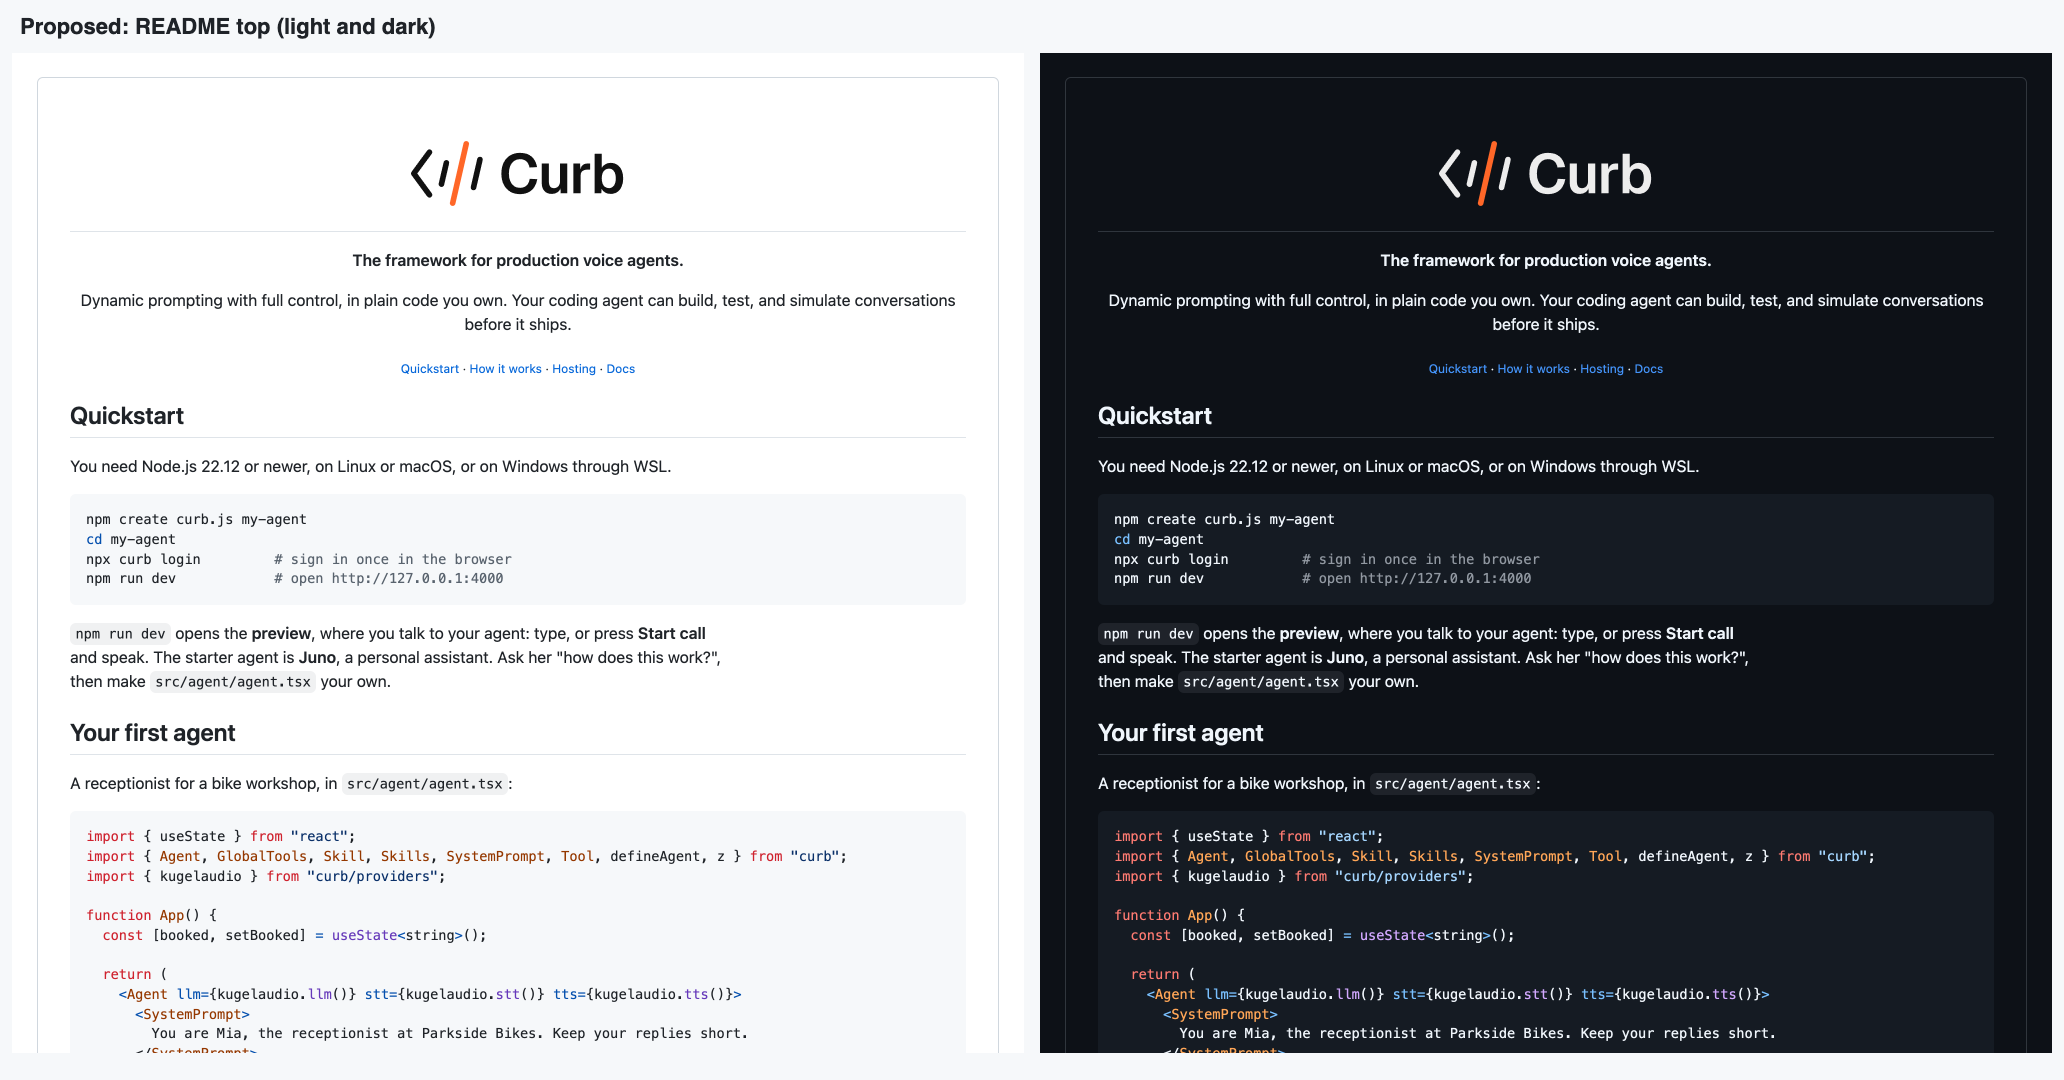 Proposed: README top (light and dark)
Curb
The framework for production voice agents.
Dynamic prompting with full control, in plain code you own. Your coding agent can build, test, and simulate conversations
before it ships.
Quickstart · How it works · Hosting · Docs
Quickstart
You need Node.js 22.12 or newer, on Linux or macOS, or on Windows through WSL.
npm create curb.js my-agent
cd my-agent
npx curb login         # sign in once in the browser
npm run dev            # open http://127.0.0.1:4000
npm run dev opens the preview, where you talk to your agent: type, or press Start call
and speak. The starter agent is Juno, a personal assistant. Ask her "how does this work?",
then make src/agent/agent.tsx your own.
Your first agent
A receptionist for a bike workshop, in src/agent/agent.tsx:
import { useState } from "react";
import { Agent, GlobalTools, Skill, Skills, SystemPrompt, Tool, defineAgent, z } from "curb";
import { kugelaudio } from "curb/providers";
function App() {
  const [booked, setBooked] = useState<string>();
  return (
    <Agent llm={kugelaudio.llm()} stt={kugelaudio.stt()} tts={kugelaudio.tts()}>
      <SystemPrompt>
        You are Mia, the receptionist at Parkside Bikes. Keep your replies short.
      </SystemPrompt>
Curb
The framework for production voice agents.
Dynamic prompting with full control, in plain code you own. Your coding agent can build, test, and simulate conversations
before it ships.
Quickstart · How it works · Hosting · Docs
Quickstart
You need Node.js 22.12 or newer, on Linux or macOS, or on Windows through WSL.
npm create curb.js my-agent
cd my-agent
npx curb login         # sign in once in the browser
npm run dev            # open http://127.0.0.1:4000
npm run dev opens the preview, where you talk to your agent: type, or press Start call
and speak. The starter agent is Juno, a personal assistant. Ask her "how does this work?",
then make src/agent/agent.tsx your own.
Your first agent
A receptionist for a bike workshop, in src/agent/agent.tsx:
import { useState } from "react";
import { Agent, GlobalTools, Skill, Skills, SystemPrompt, Tool, defineAgent, z } from "curb";
import { kugelaudio } from "curb/providers";
function App() {
  const [booked, setBooked] = useState<string>();
  return (
    <Agent llm={kugelaudio.llm()} stt={kugelaudio.stt()} tts={kugelaudio.tts()}>
      <SystemPrompt>
        You are Mia, the receptionist at Parkside Bikes. Keep your replies short.
      </SystemPrompt>